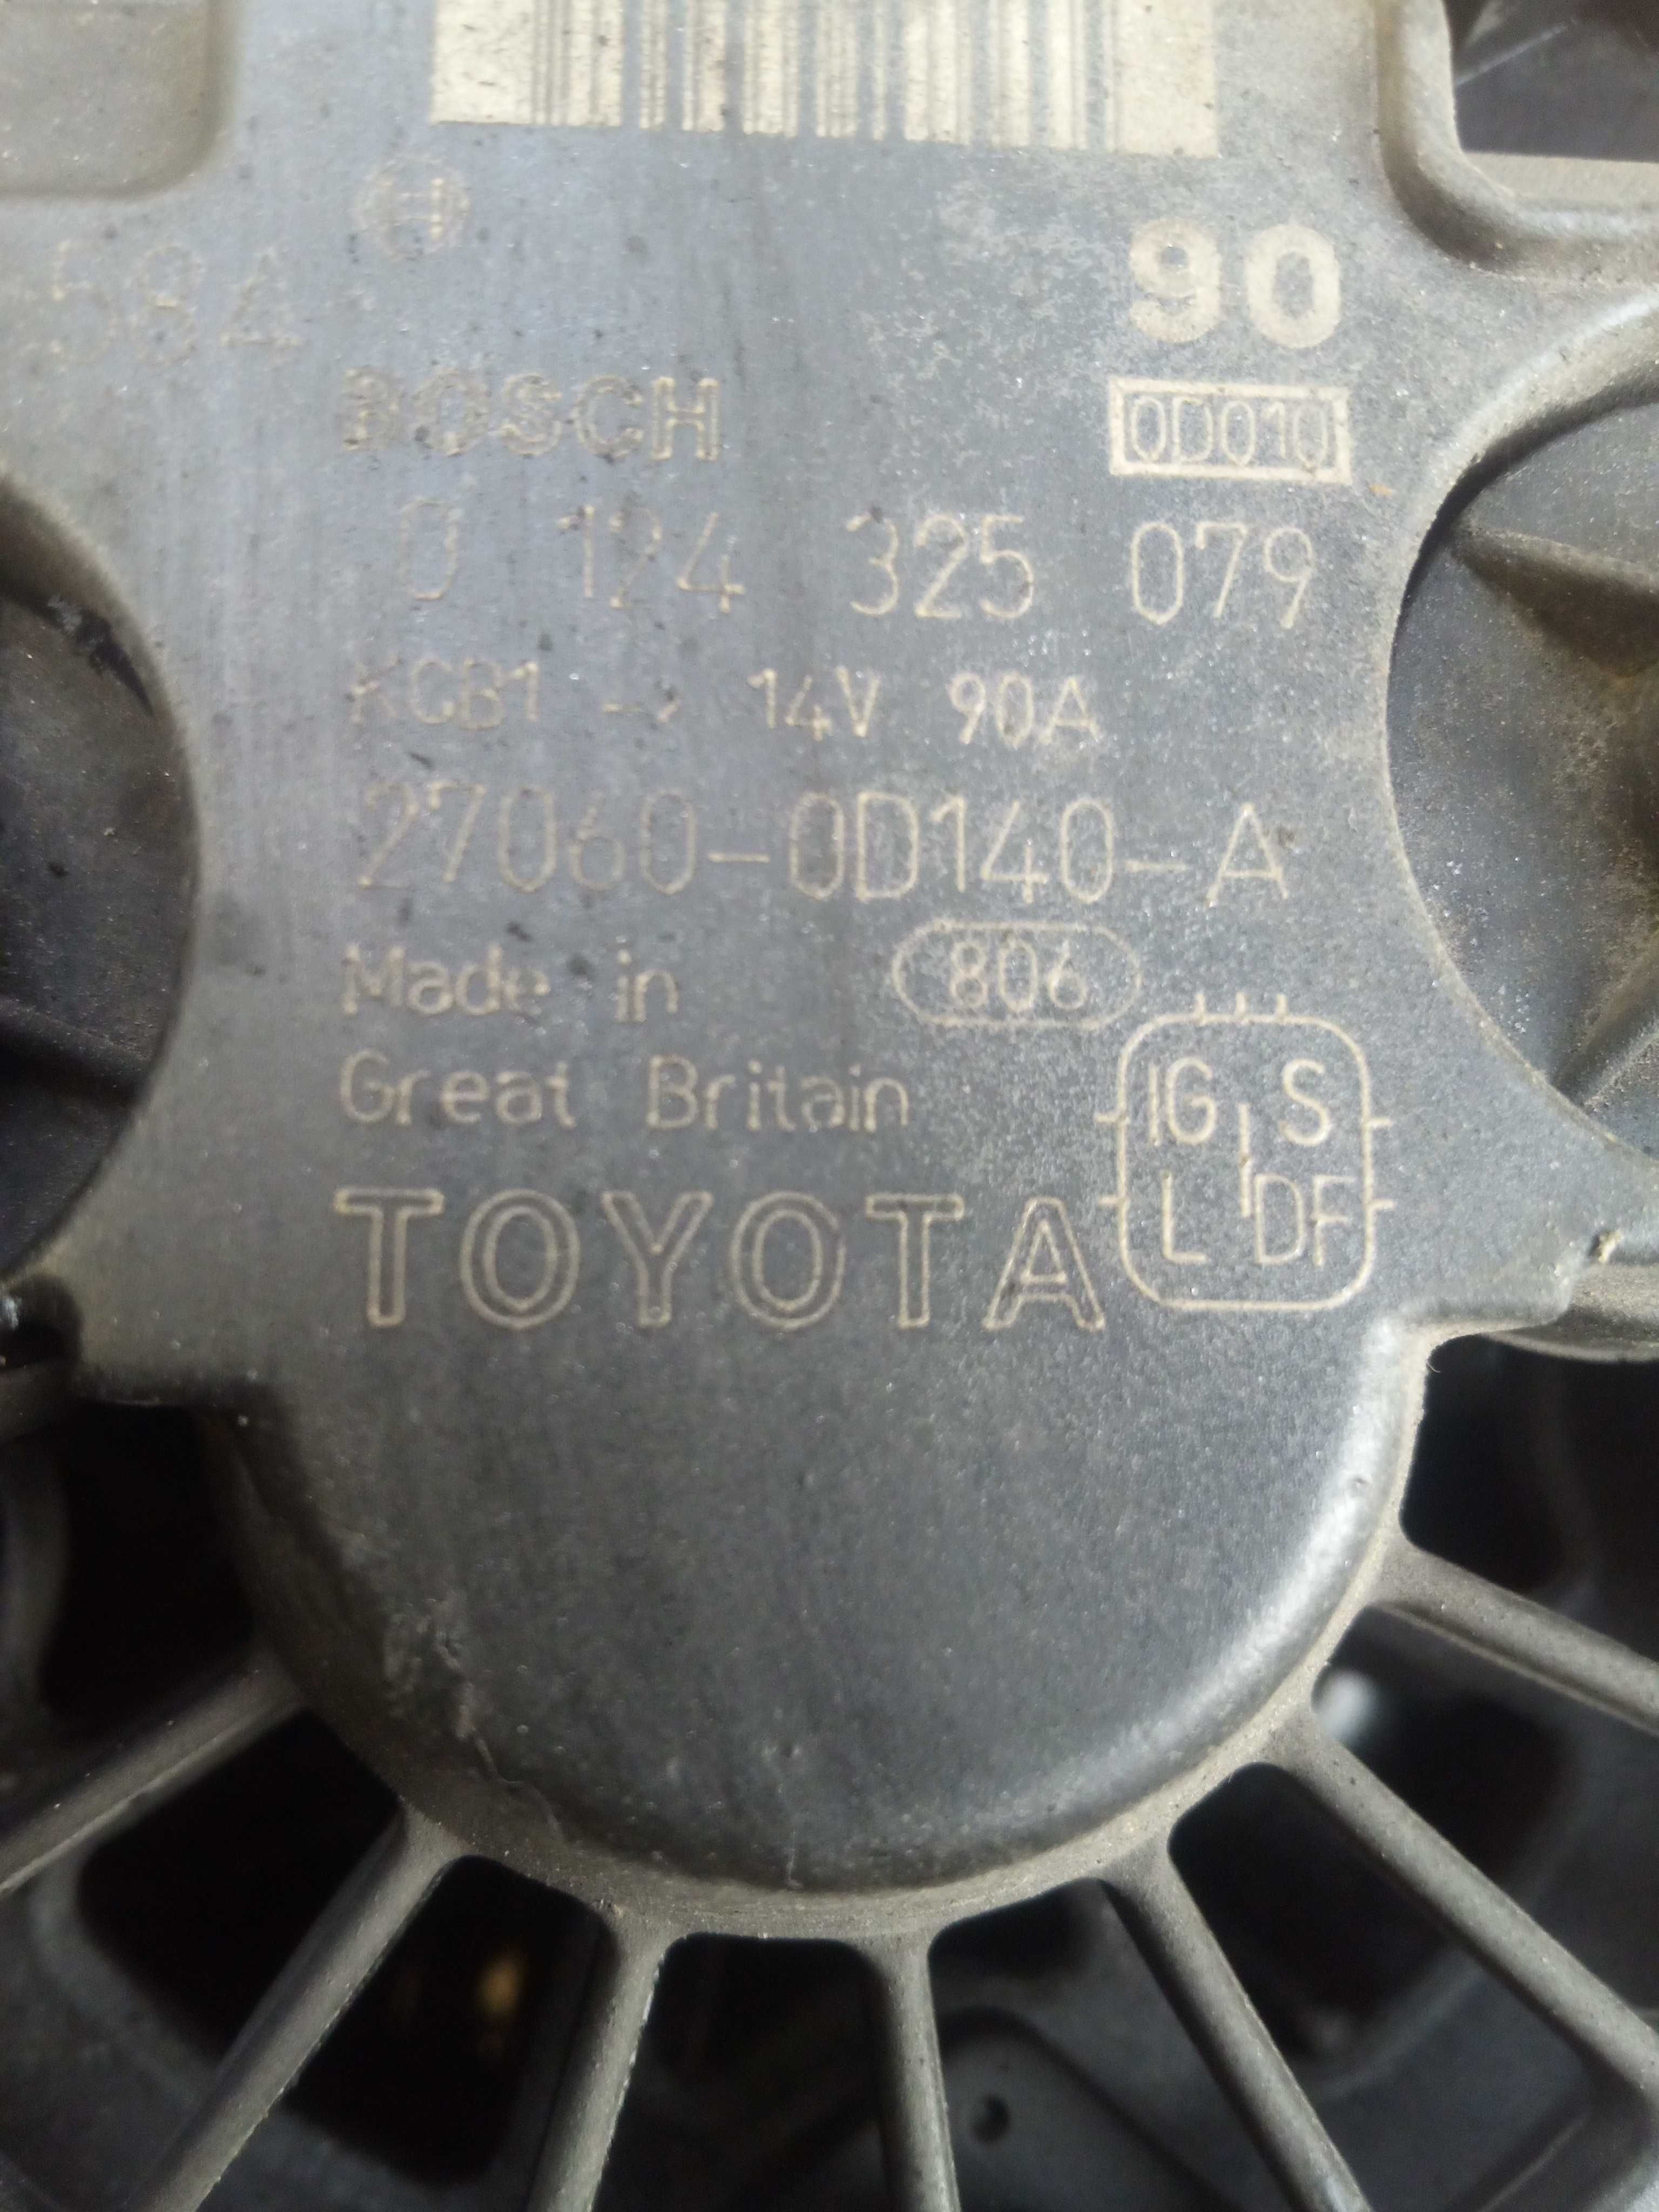 90
584
BOSCH
0D010
0 124 325 079
KCB1 -> 14V 90A
27060-0D140-A
Made in
806
Great Britain
IG S
L DF
TOYOTA